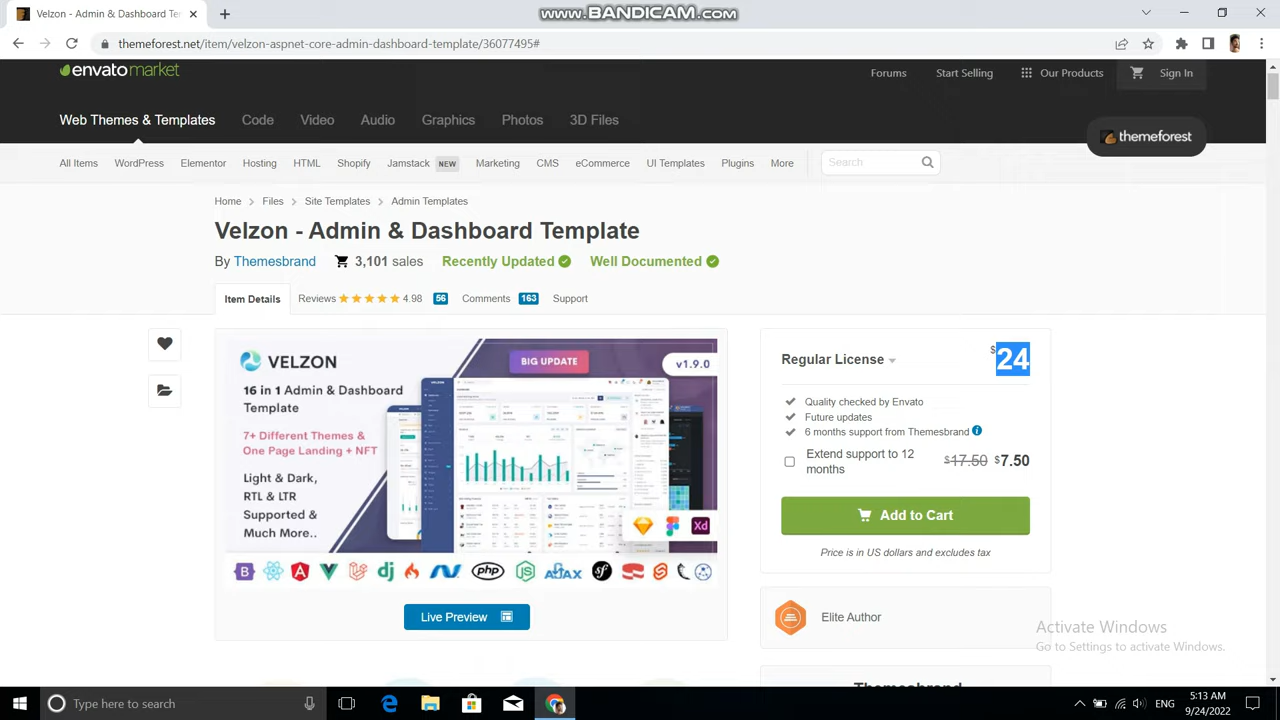 Velzon - Admin & Dashboard Te
www.BANDICAM.com
themeforest.net/item/velzon-aspnet-core-admin-dashboard-template/36077495#
envatomarket
Forums
Start Selling
Our Products
Sign In
Web Themes & Templates
Code
Video
Audio
Graphics
Photos
3D Files
themeforest
All Items
WordPress
Elementor
Hosting
HTML
Shopify
Jamstack
NEW
Marketing
CMS
eCommerce
UI Templates
Plugins
More
Search
Home
Files
Site Templates
Admin Templates
Velzon - Admin & Dashboard Template
By Themesbrand
3,101 sales
Recently Updated
Well Documented
Item Details
Reviews
4.98
56
Comments
163
Support
VELZON
BIG UPDATE
v1.9.0
16 in 1 Admin & Dashboard
Template
7+ Different Themes &
One Page Landing + NFT
Light & Dark,
RTL & LTR
Supported &
Much More..
Xd
php
AJAX
sf
Live Preview
Regular License
$24
Quality checked by Envato
Future updates
6 months support from Themesbrand
Extend support to 12
months
$17.50 $7.50
Add to Cart
Price is in US dollars and excludes tax
Elite Author
Activate Windows
Go to Settings to activate Windows.
Themesbrand
Type here to search
ENG
5:13 AM
9/24/2022